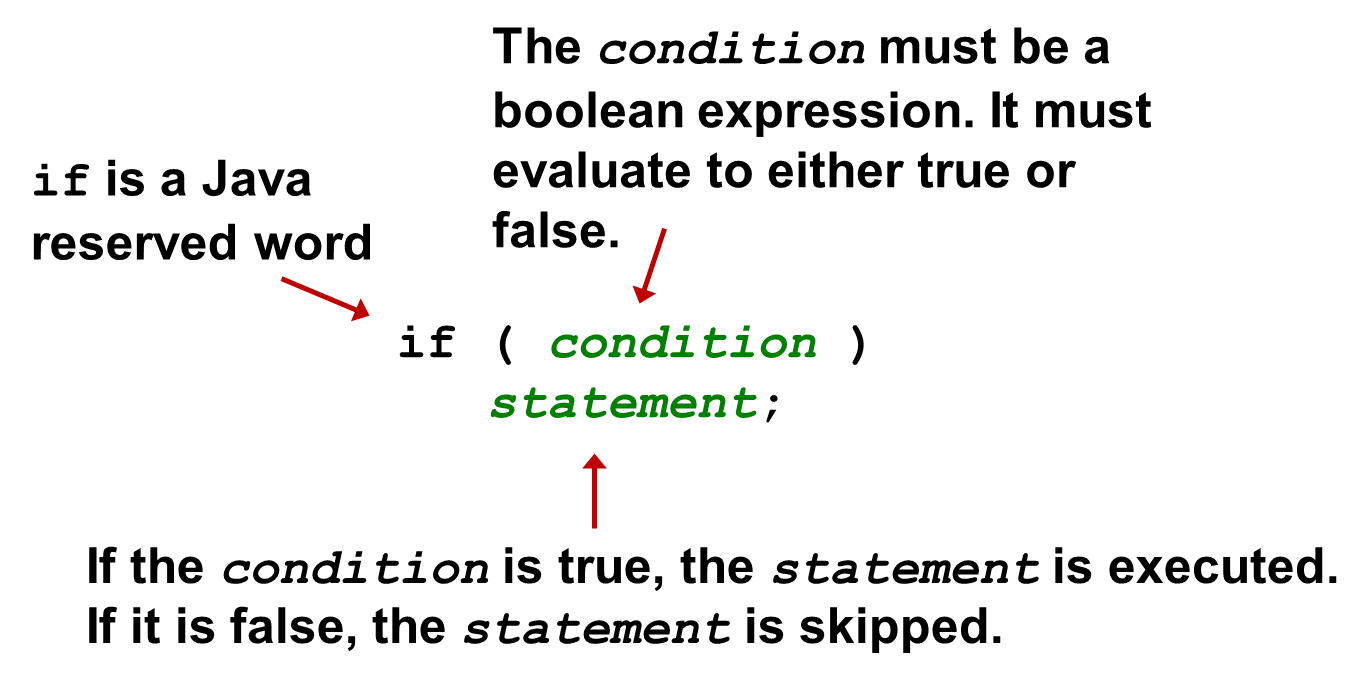 The condition must be a
boolean expression. It must
evaluate to either true or
false.
if is a Java
reserved word
if ( condition )
statement;
If the condition is true, the statement is executed.
If it is false, the statement is skipped.